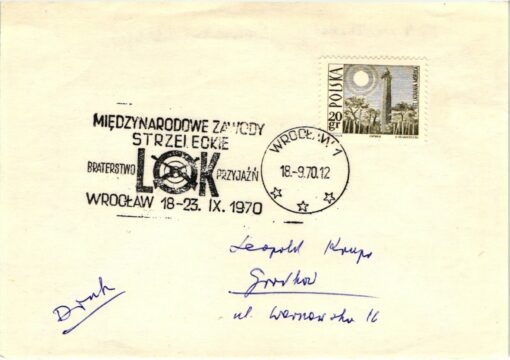 POLSKA
20 gr
MIĘDZYNARODOWE ZAWODY
STRZELECKIE
BRATERSTWO LOK PRZYJAŹŃ
WROCŁAW 18-23. IX. 1970
WROCŁAW 1
18.-9.70.12
Leopold Krupo
Grodków
ul. Warszawska 16
Druk